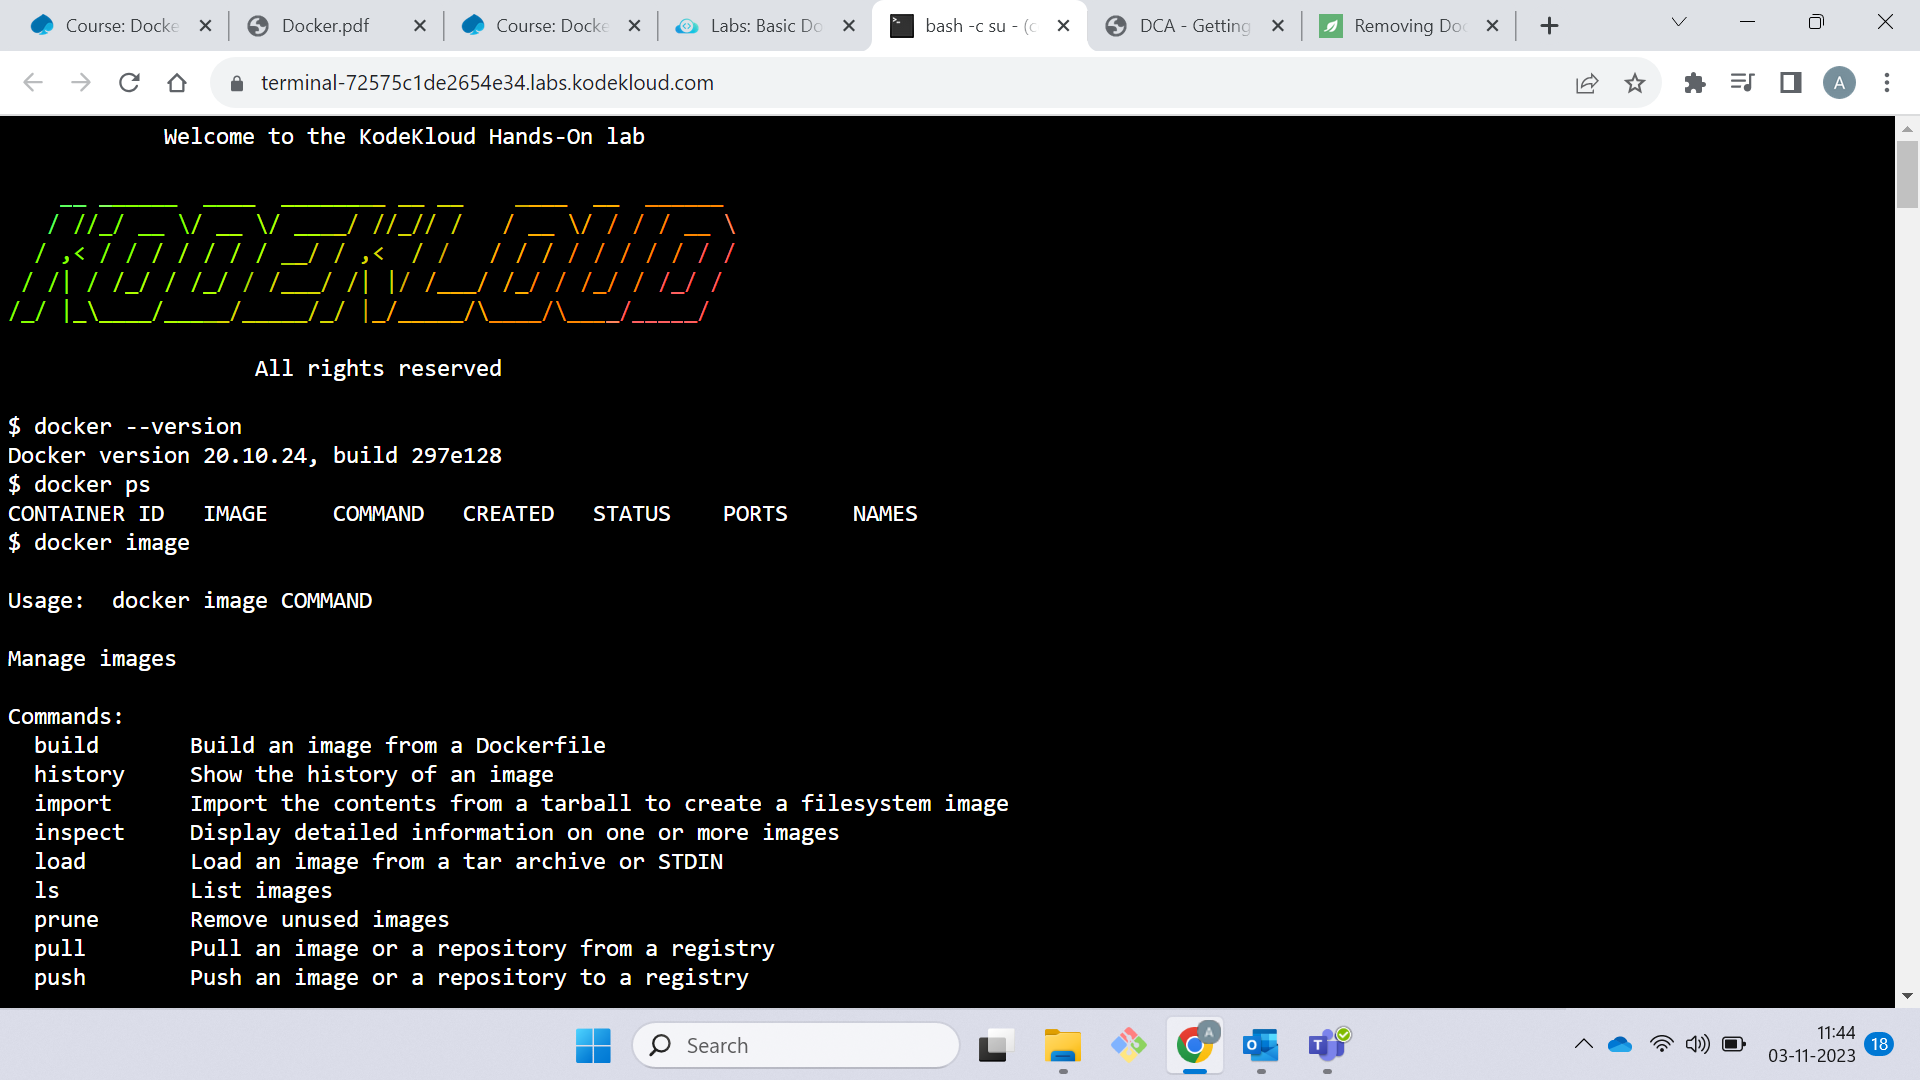 Course: Docke
Docker.pdf
Course: Docke
Labs: Basic Do
bash -c su - (c
DCA - Getting
Removing Doc
terminal-72575c1de2654e34.labs.kodekloud.com
A
Welcome to the KodeKloud Hands-On lab
KODEKLOUD
All rights reserved
$ docker --version
Docker version 20.10.24, build 297e128
$ docker ps
CONTAINER ID   IMAGE     COMMAND   CREATED   STATUS    PORTS     NAMES
$ docker image
Usage:  docker image COMMAND
Manage images
Commands:
  build       Build an image from a Dockerfile
  history     Show the history of an image
  import      Import the contents from a tarball to create a filesystem image
  inspect     Display detailed information on one or more images
  load        Load an image from a tar archive or STDIN
  ls          List images
  prune       Remove unused images
  pull        Pull an image or a repository from a registry
  push        Push an image or a repository to a registry
Search
11:44
03-11-2023
18